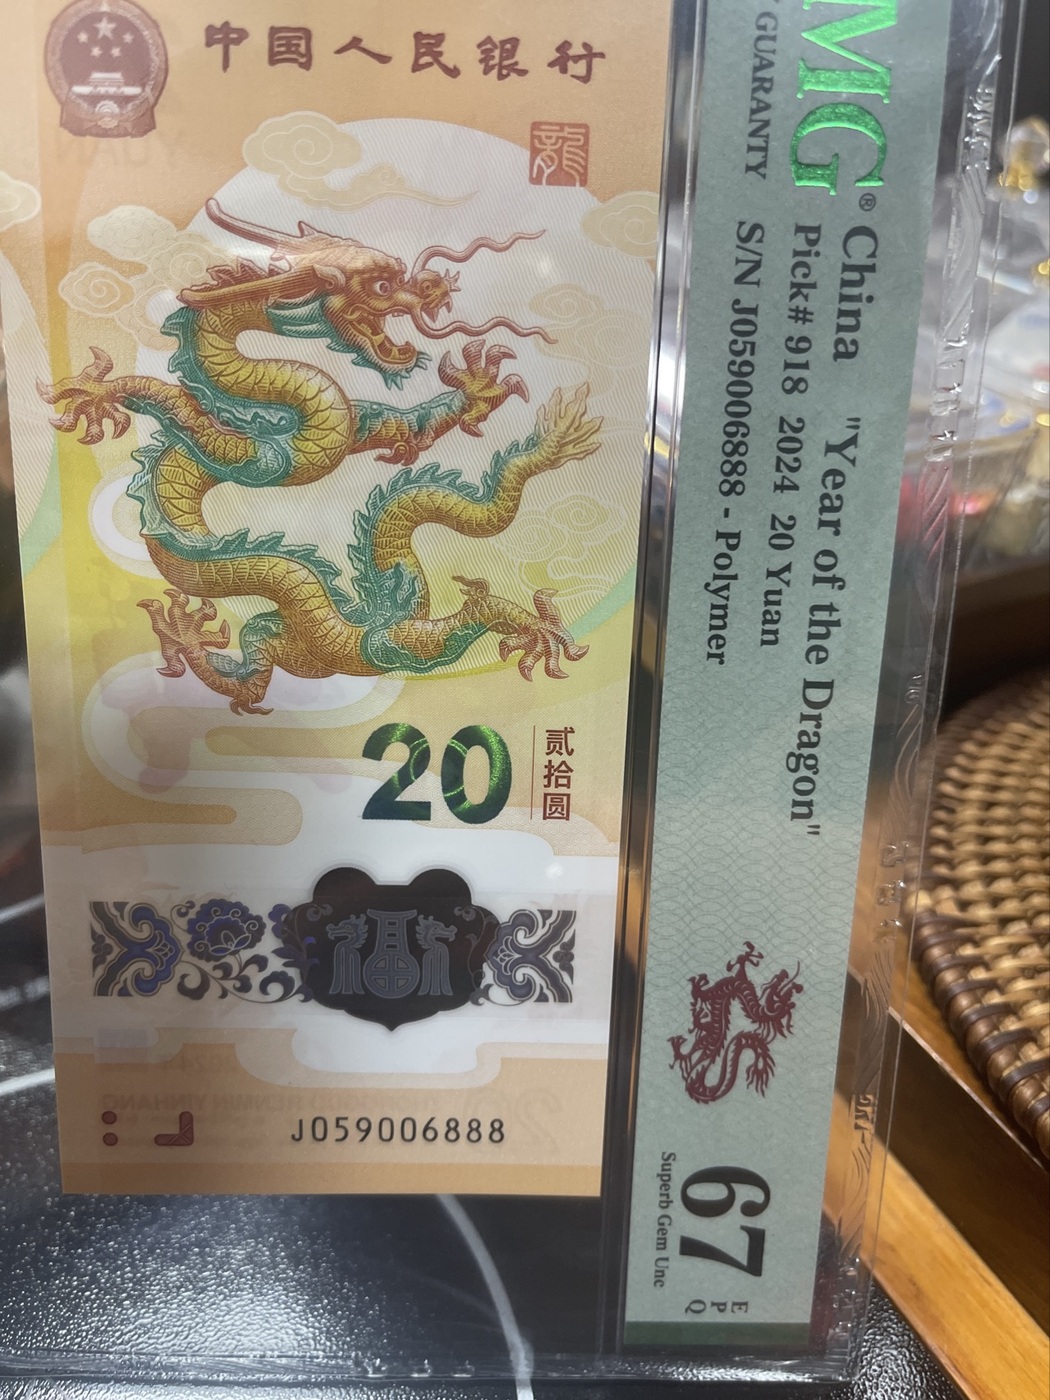 中国人民银行
龍
20
贰拾圆
福
J059006888
MG®
GUARANTY
China "Year of the Dragon"
Pick# 918 2024 20 Yuan
S/N J059006888 - Polymer
67
EPQ
Superb Gem Unc